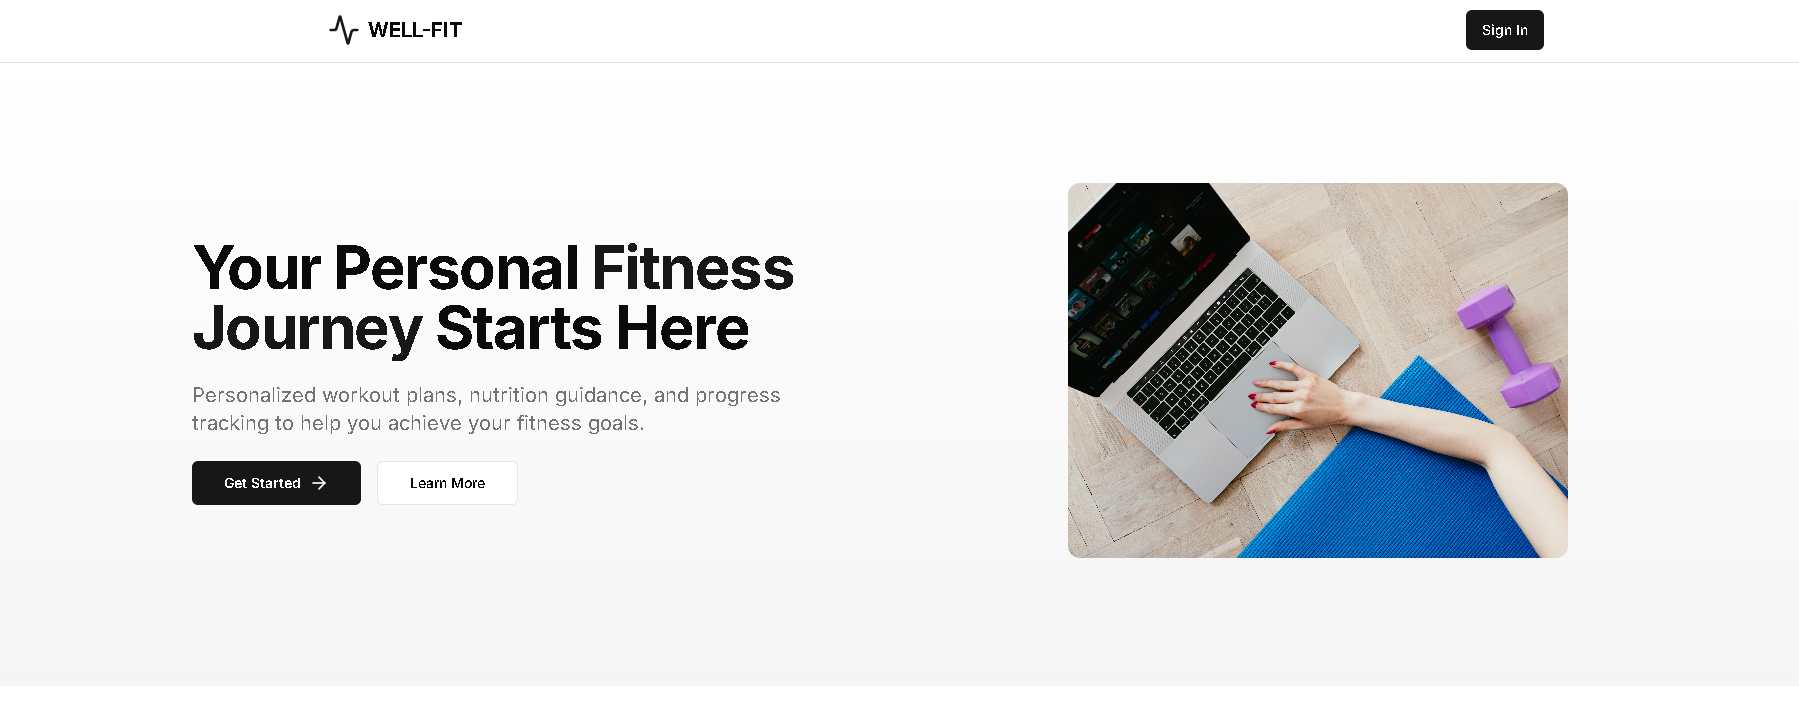 WELL-FIT
Sign In
Your Personal Fitness
Journey Starts Here
Personalized workout plans, nutrition guidance, and progress
tracking to help you achieve your fitness goals.
Get Started
Learn More